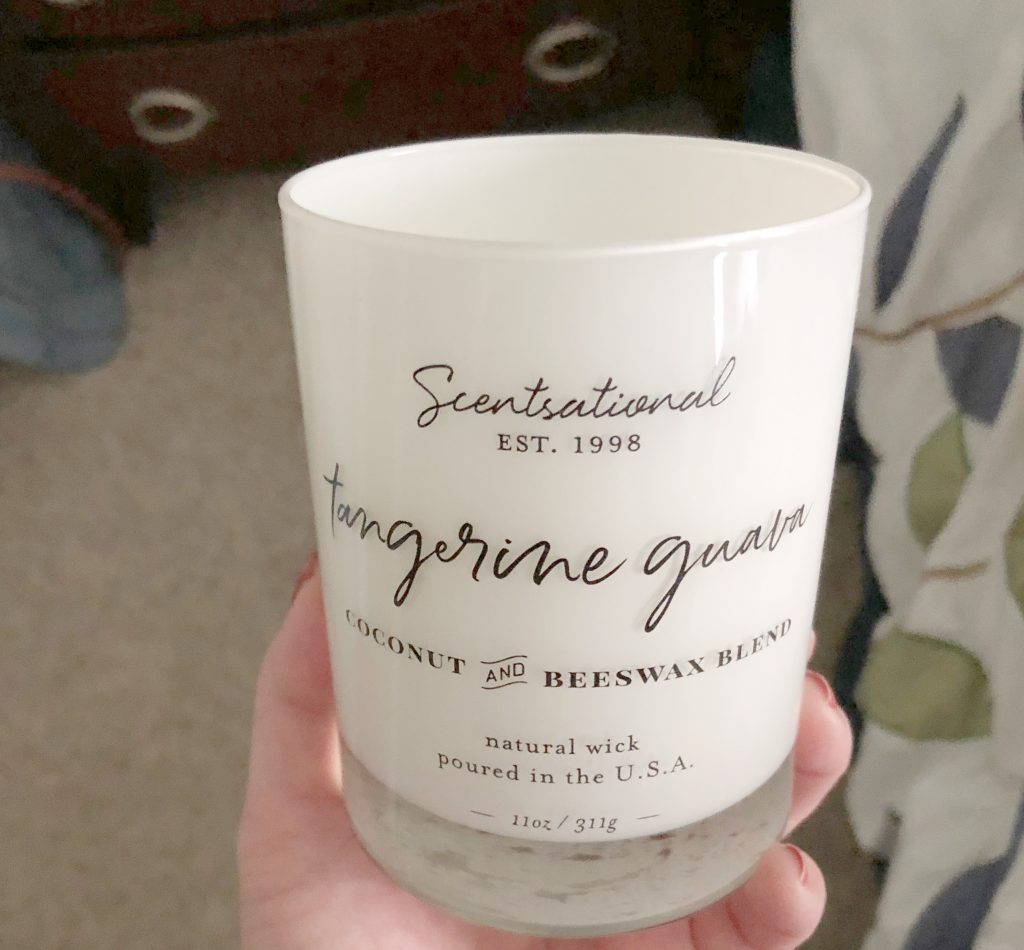 Scentsational
EST. 1998
tangerine guava
COCONUT AND BEESWAX BLEND
natural wick
poured in the U.S.A.
— 11oz / 311g —